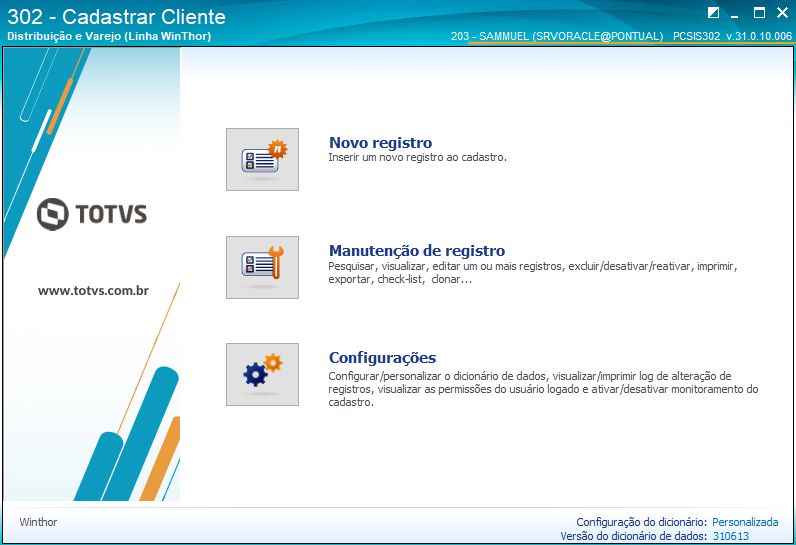 302 - Cadastrar Cliente
Distribuição e Varejo (Linha WinThor)
203 - SAMMUEL (SRVORACLE@PONTUAL) PCSIS302 v.31.0.10.006
Novo registro
Inserir um novo registro ao cadastro.
TOTVS
www.totvs.com.br
Manutenção de registro
Pesquisar, visualizar, editar um ou mais registros, excluir/desativar/reativar, imprimir,
exportar, check-list, clonar...
Configurações
Configurar/personalizar o dicionário de dados, visualizar/imprimir log de alteração de
registros, visualizar as permissões do usuário logado e ativar/desativar monitoramento do
cadastro.
Winthor
Configuração do dicionário: Personalizada
Versão do dicionário de dados: 310613